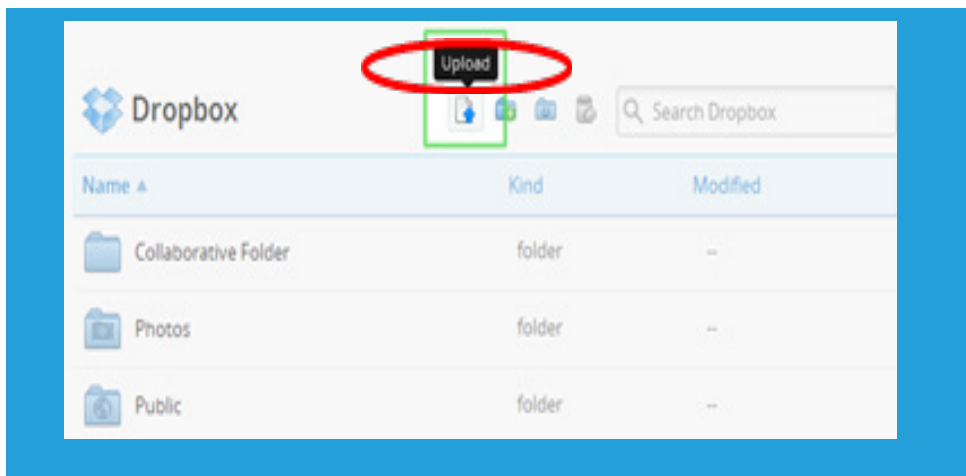 Upload
Dropbox Search Dropbox
Name Kind Modified
Collaborative Folder folder --
Photos folder --
Public folder --